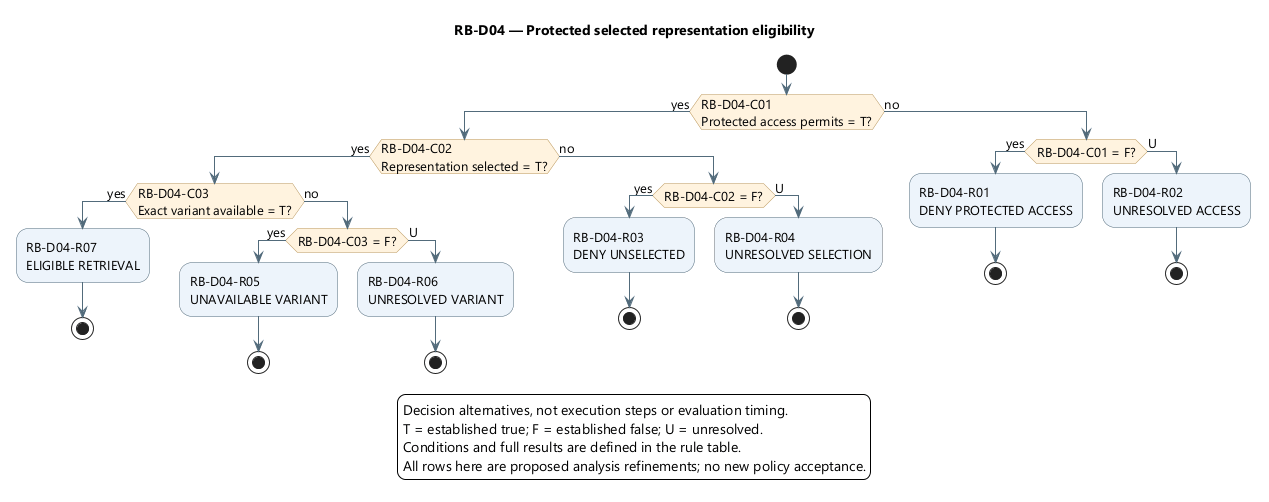 RB-D04 — Protected selected representation eligibility
yes
RB-D04-C01
Protected access permits = T?
no
yes
RB-D04-C02
Representation selected = T?
no
yes
RB-D04-C01 = F?
U
yes
RB-D04-C03
Exact variant available = T?
no
yes
RB-D04-C02 = F?
U
RB-D04-R01
DENY PROTECTED ACCESS
RB-D04-R02
UNRESOLVED ACCESS
RB-D04-R07
ELIGIBLE RETRIEVAL
yes
RB-D04-C03 = F?
U
RB-D04-R03
DENY UNSELECTED
RB-D04-R04
UNRESOLVED SELECTION
RB-D04-R05
UNAVAILABLE VARIANT
RB-D04-R06
UNRESOLVED VARIANT
Decision alternatives, not execution steps or evaluation timing.
T = established true; F = established false; U = unresolved.
Conditions and full results are defined in the rule table.
All rows here are proposed analysis refinements; no new policy acceptance.